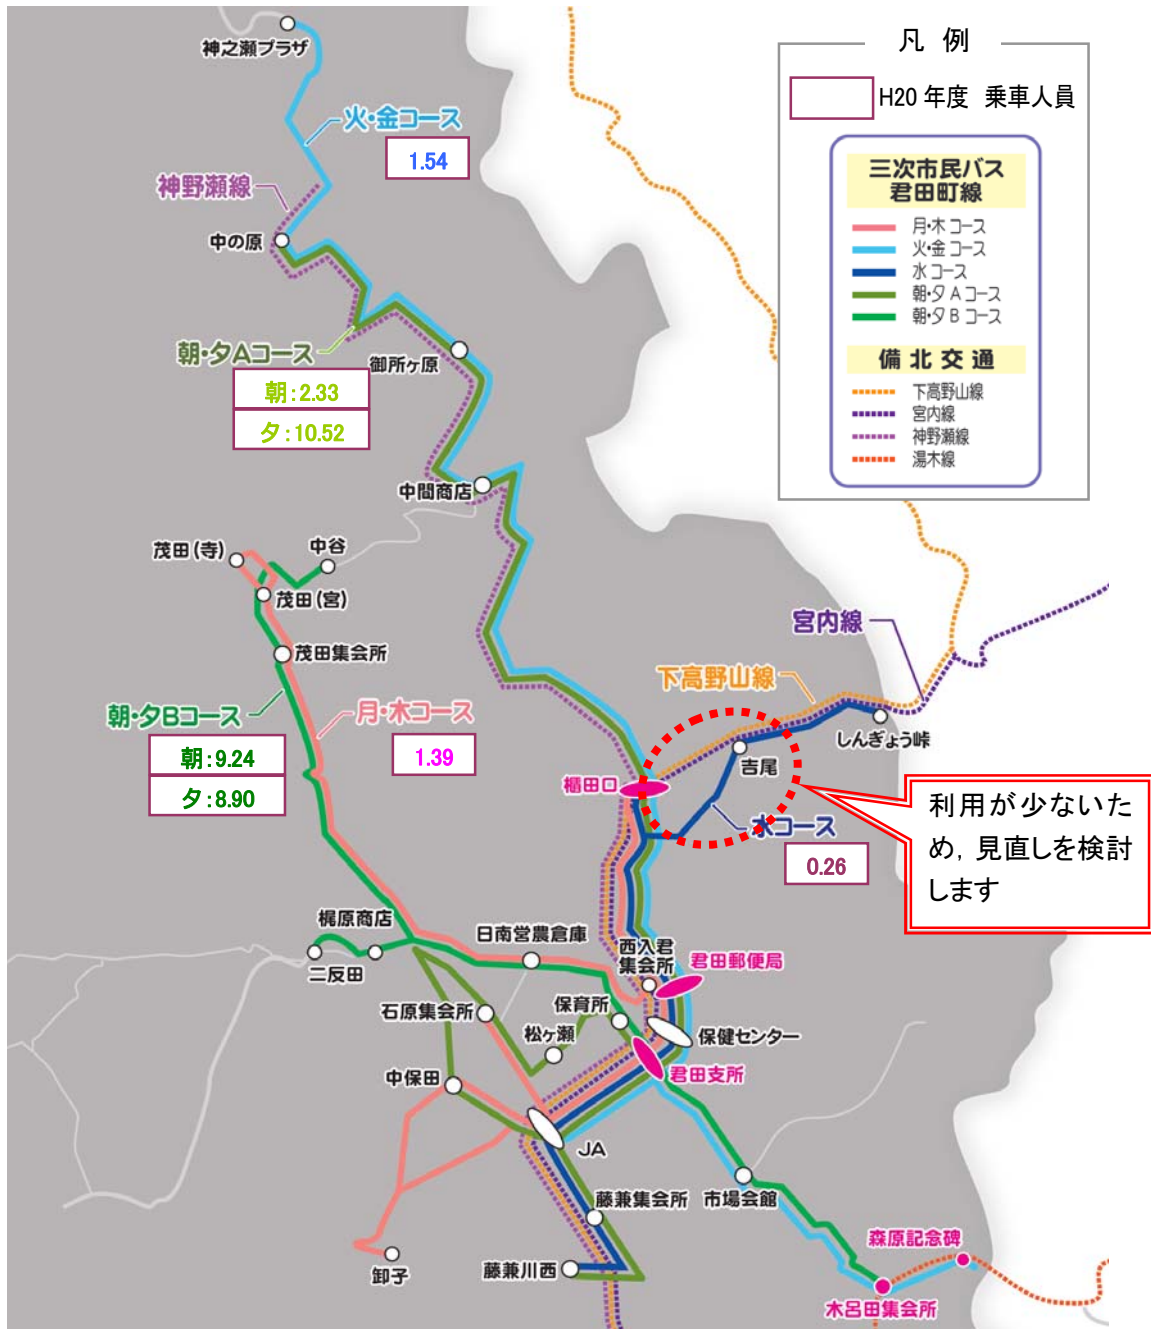 神之瀬プラザ
凡 例
H20 年度 乗車人員
火・金コース
1.54
三次市民バス
君田町線
月・木 コース
火・金 コース
水 コース
朝・夕 A コース
朝・夕 B コース
備 北 交 通
下高野山線
宮内線
神野瀬線
湯木線
神野瀬線
中の原
朝・夕Aコース
朝:2.33
夕:10.52
御所ヶ原
中間商店
茂田(寺)
中谷
茂田(宮)
茂田集会所
宮内線
下高野山線
朝・夕Bコース
朝:9.24
夕:8.90
月・木コース
1.39
しんぎょう峠
吉尾
櫃田口
水コース
0.26
利用が少ないた
め, 見直しを検討
します
梶原商店
二反田
日南営農倉庫
西入君
集会所
君田郵便局
石原集会所
保育所
松ヶ瀬
保健センター
君田支所
中保田
JA
藤兼集会所
市場会館
卸子
藤兼川西
森原記念碑
木呂田集会所